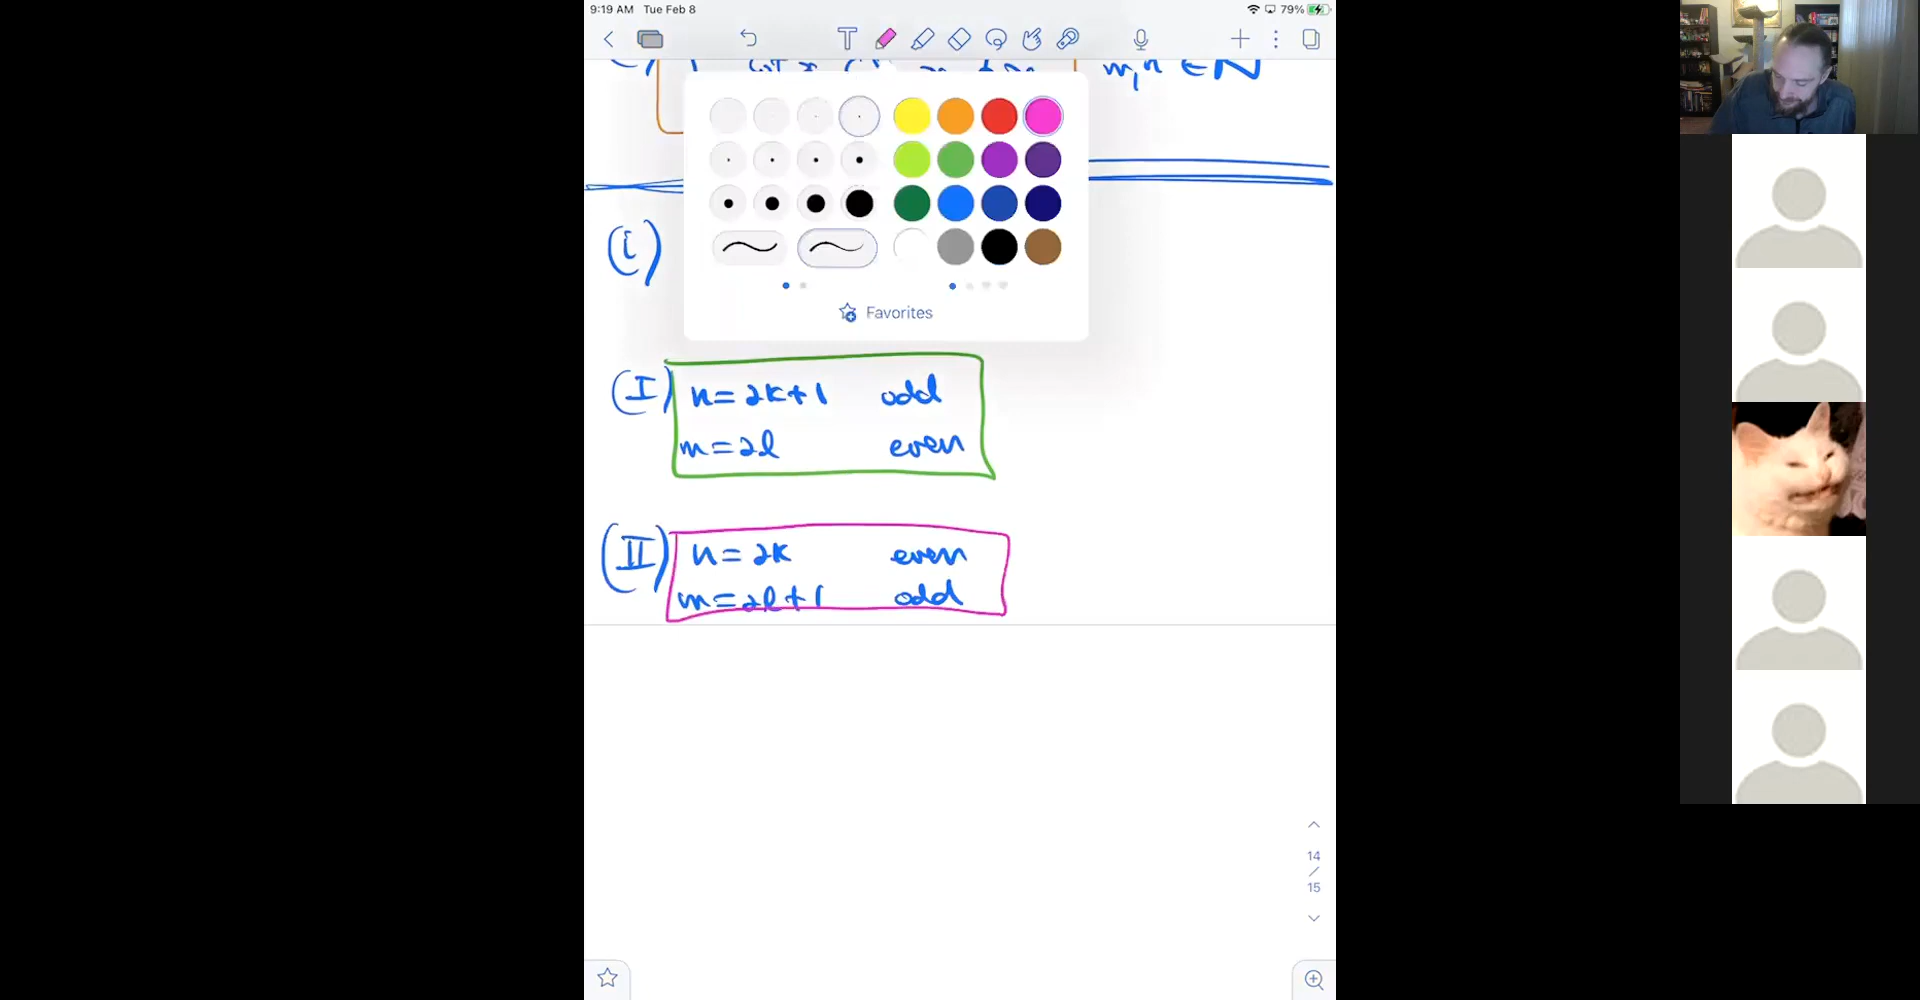 9:19 AM Tue Feb 8 79%
m, n ∈ N
(i)
Favorites
(I) n = 2k+1 odd
m = 2l even
(II) n = 2k even
m = 2l+1 odd
14
/
15